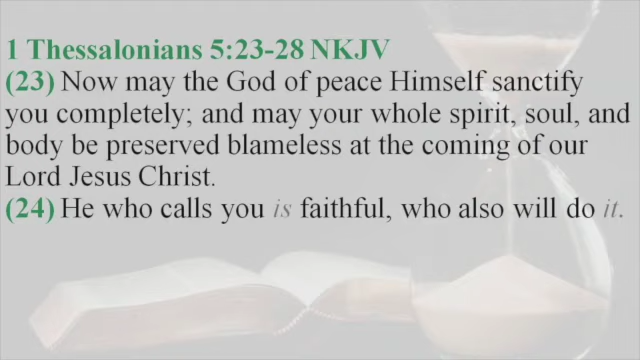 1 Thessalonians 5:23-28 NKJV
(23) Now may the God of peace Himself sanctify
you completely; and may your whole spirit, soul, and
body be preserved blameless at the coming of our
Lord Jesus Christ.
(24) He who calls you is faithful, who also will do it.